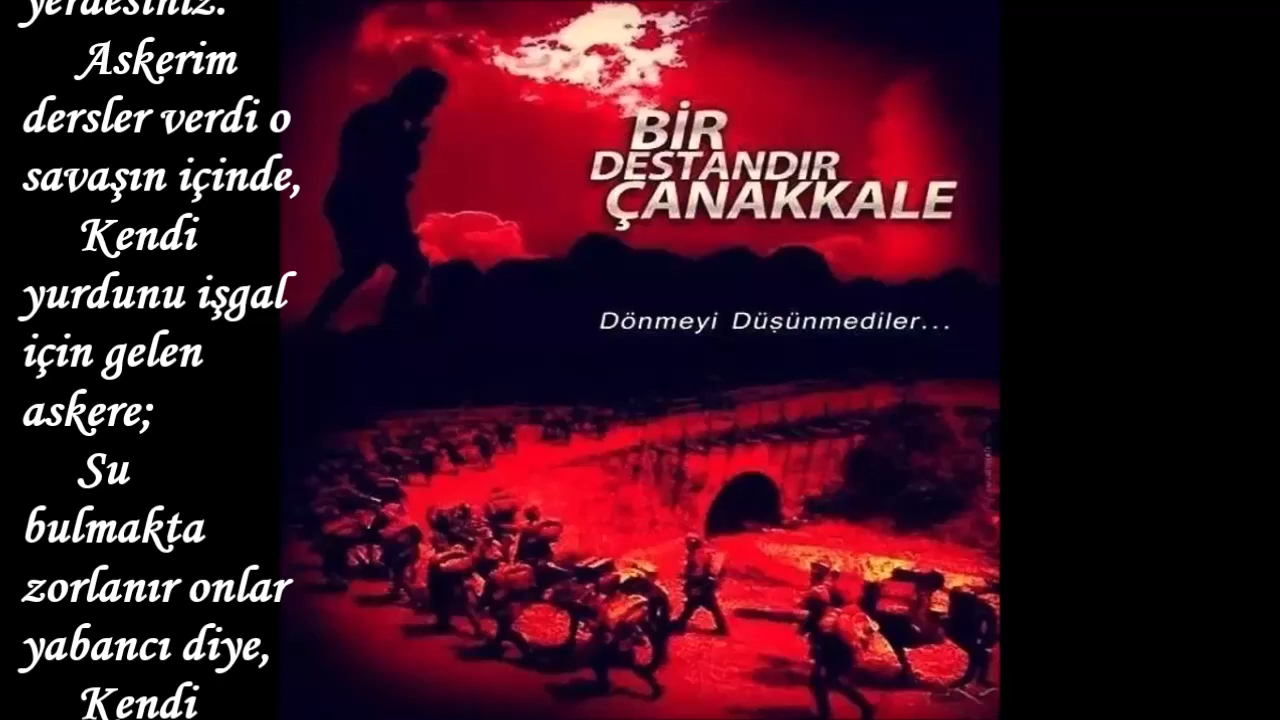 yerdesiniz.
Askerim
dersler verdi o
savaşın içinde,
Kendi
yurdunu işgal
için gelen
askere;
Su
bulmakta
zorlanır onlar
yabancı diye,
Kendi
BİR
DESTANDIR
ÇANAKKALE
Dönmeyi Düşünmediler...